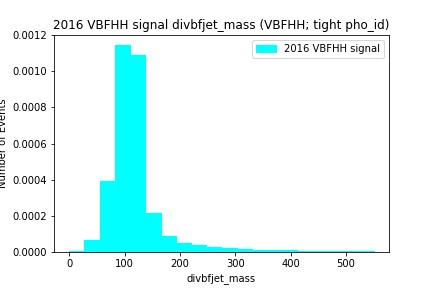 2016 VBFHH signal divbfjet_mass (VBFHH; tight pho_id)
0.0012
0.0010
0.0008
0.0006
0.0004
0.0002
0.0000
Number of Events
2016 VBFHH signal
0 100 200 300 400 500
divbfjet_mass